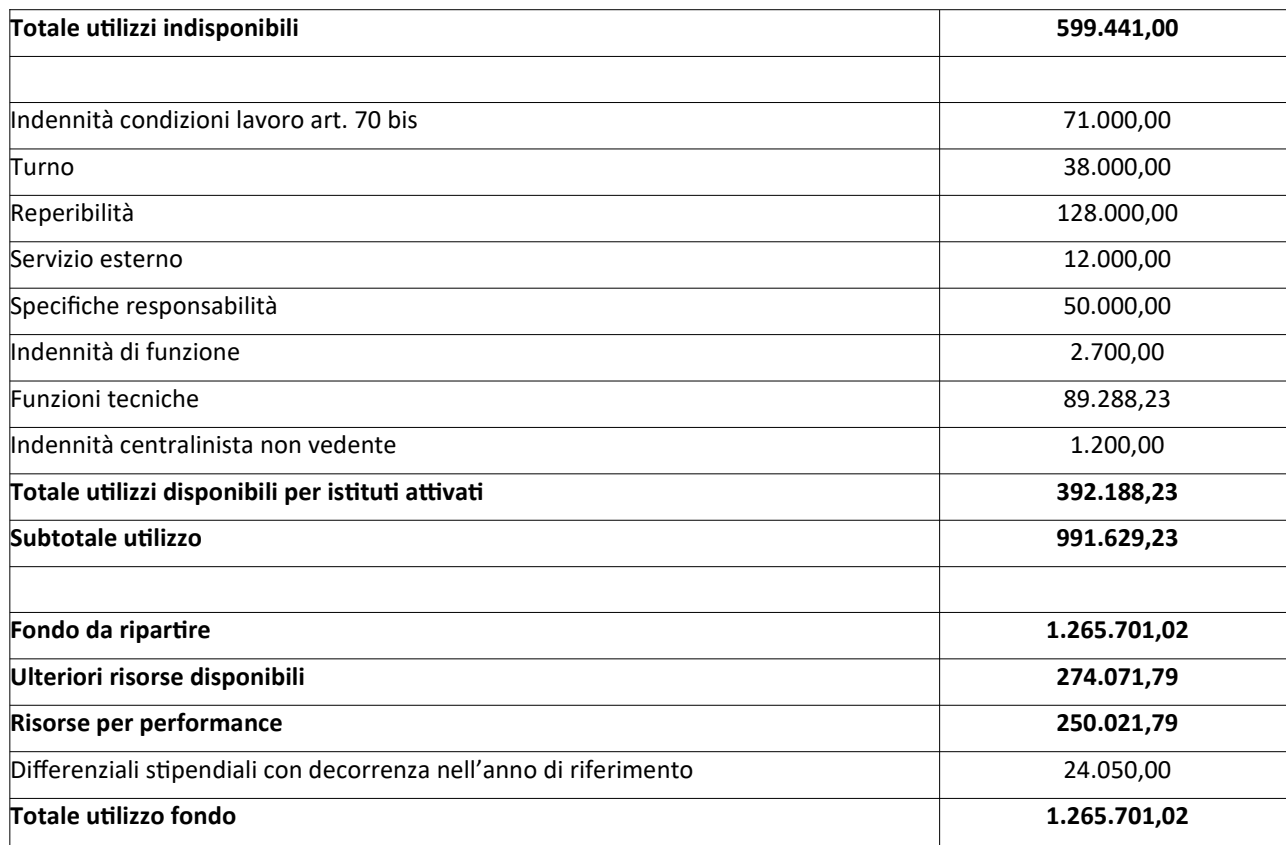 Totale utilizzi indisponibili 599.441,00
Indennità condizioni lavoro art. 70 bis 71.000,00
Turno 38.000,00
Reperibilità 128.000,00
Servizio esterno 12.000,00
Specifiche responsabilità 50.000,00
Indennità di funzione 2.700,00
Funzioni tecniche 89.288,23
Indennità centralinista non vedente 1.200,00
Totale utilizzi disponibili per istituti attivati 392.188,23
Subtotale utilizzo 991.629,23
Fondo da ripartire 1.265.701,02
Ulteriori risorse disponibili 274.071,79
Risorse per performance 250.021,79
Differenziali stipendiali con decorrenza nell’anno di riferimento 24.050,00
Totale utilizzo fondo 1.265.701,02